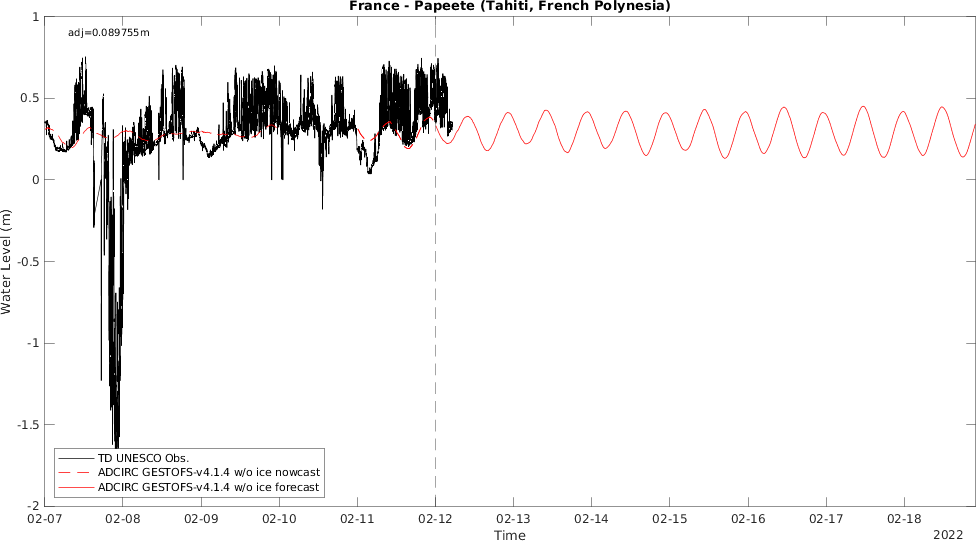 France - Papeete (Tahiti, French Polynesia)
adj=0.089755m
1
0.5
0
-0.5
-1
-1.5
-2
Water Level (m)
TD UNESCO Obs.
ADCIRC GESTOFS-v4.1.4 w/o ice nowcast
ADCIRC GESTOFS-v4.1.4 w/o ice forecast
02-07 02-08 02-09 02-10 02-11 02-12 02-13 02-14 02-15 02-16 02-17 02-18
Time
2022